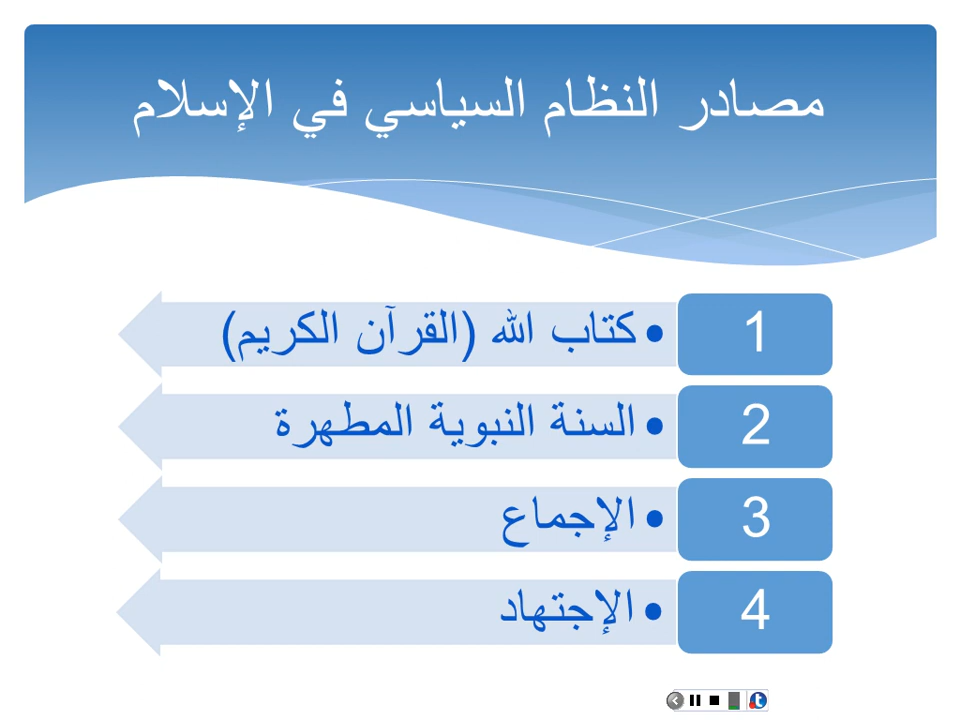 مصادر النظام السياسي في الإسلام
1 • كتاب الله (القرآن الكريم)
2 • السنة النبوية المطهرة
3 • الإجماع
4 • الإجتهاد